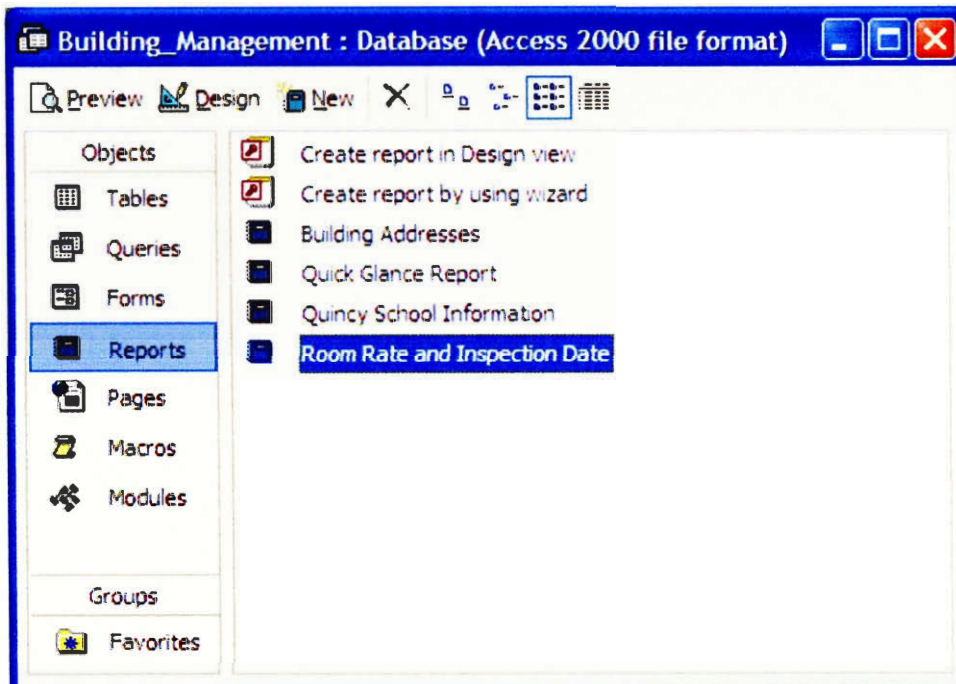 Building_Management : Database (Access 2000 file format)
Preview Design New
Objects
Tables
Queries
Forms
Reports
Pages
Macros
Modules
Groups
Favorites
Create report in Design view
Create report by using wizard
Building Addresses
Quick Glance Report
Quincy School Information
Room Rate and Inspection Date